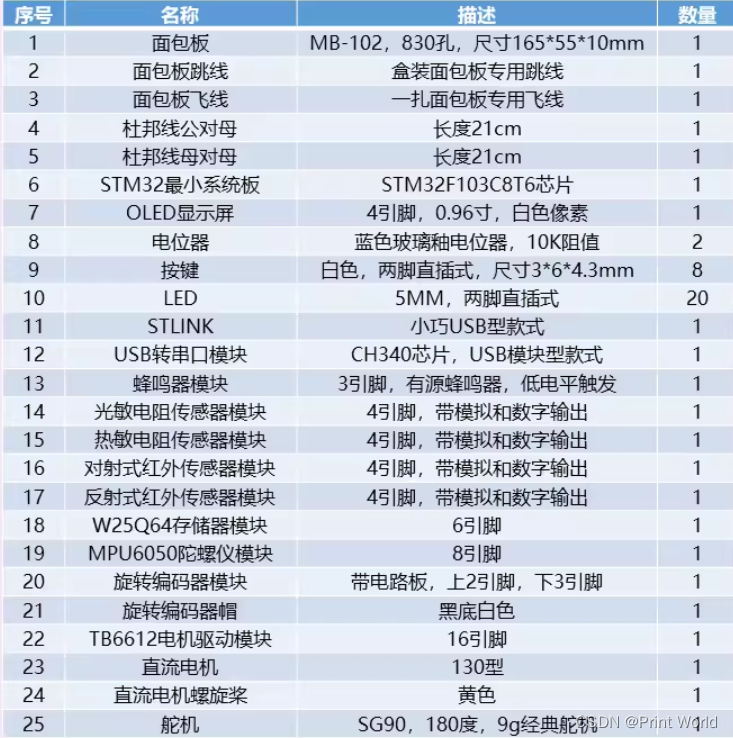 序号 名称 描述 数量
1 面包板 MB-102，830孔，尺寸165*55*10mm 1
2 面包板跳线 盒装面包板专用跳线 1
3 面包板飞线 一扎面包板专用飞线 1
4 杜邦线公对母 长度21cm 1
5 杜邦线母对母 长度21cm 1
6 STM32最小系统板 STM32F103C8T6芯片 1
7 OLED显示屏 4引脚，0.96寸，白色像素 1
8 电位器 蓝色玻璃釉电位器，10K阻值 2
9 按键 白色，两脚直插式，尺寸3*6*4.3mm 8
10 LED 5MM，两脚直插式 20
11 STLINK 小巧USB型款式 1
12 USB转串口模块 CH340芯片，USB模块型款式 1
13 蜂鸣器模块 3引脚，有源蜂鸣器，低电平触发 1
14 光敏电阻传感器模块 4引脚，带模拟和数字输出 1
15 热敏电阻传感器模块 4引脚，带模拟和数字输出 1
16 对射式红外传感器模块 4引脚，带模拟和数字输出 1
17 反射式红外传感器模块 4引脚，带模拟和数字输出 1
18 W25Q64存储器模块 6引脚 1
19 MPU6050陀螺仪模块 8引脚 1
20 旋转编码器模块 带电路板，上2引脚，下3引脚 1
21 旋转编码器帽 黑底白色 1
22 TB6612电机驱动模块 16引脚 1
23 直流电机 130型 1
24 直流电机螺旋桨 黄色 1
25 舵机 SG90，180度，9g经典舵机 1
CSDN @Print World